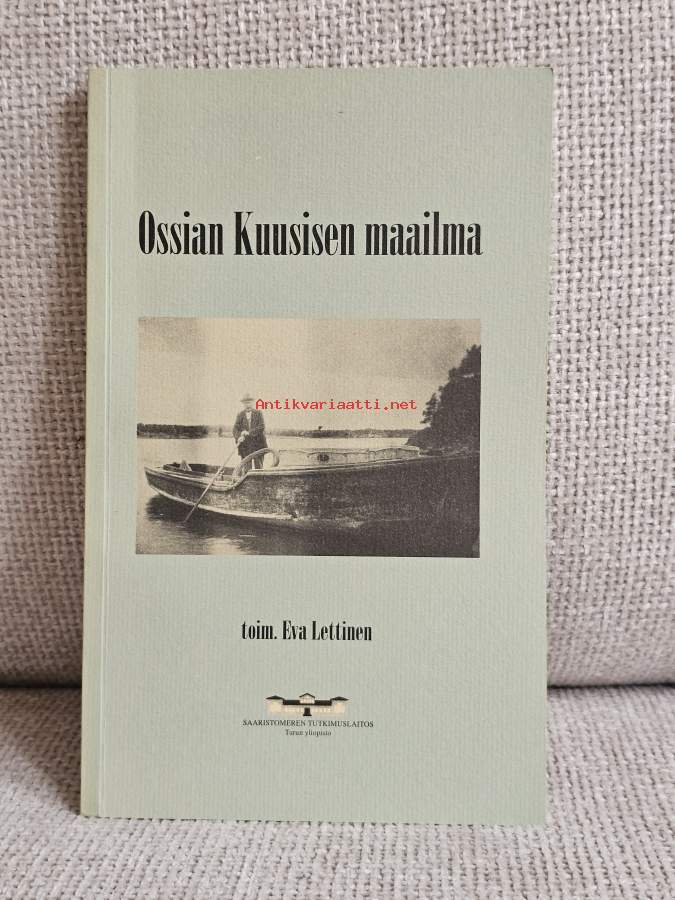 Ossian Kuusisen maailma
Antikvariaatti.net
toim. Eva Lettinen
SAARISTOMEREN TUTKIMUSLAITOS
Turun yliopisto